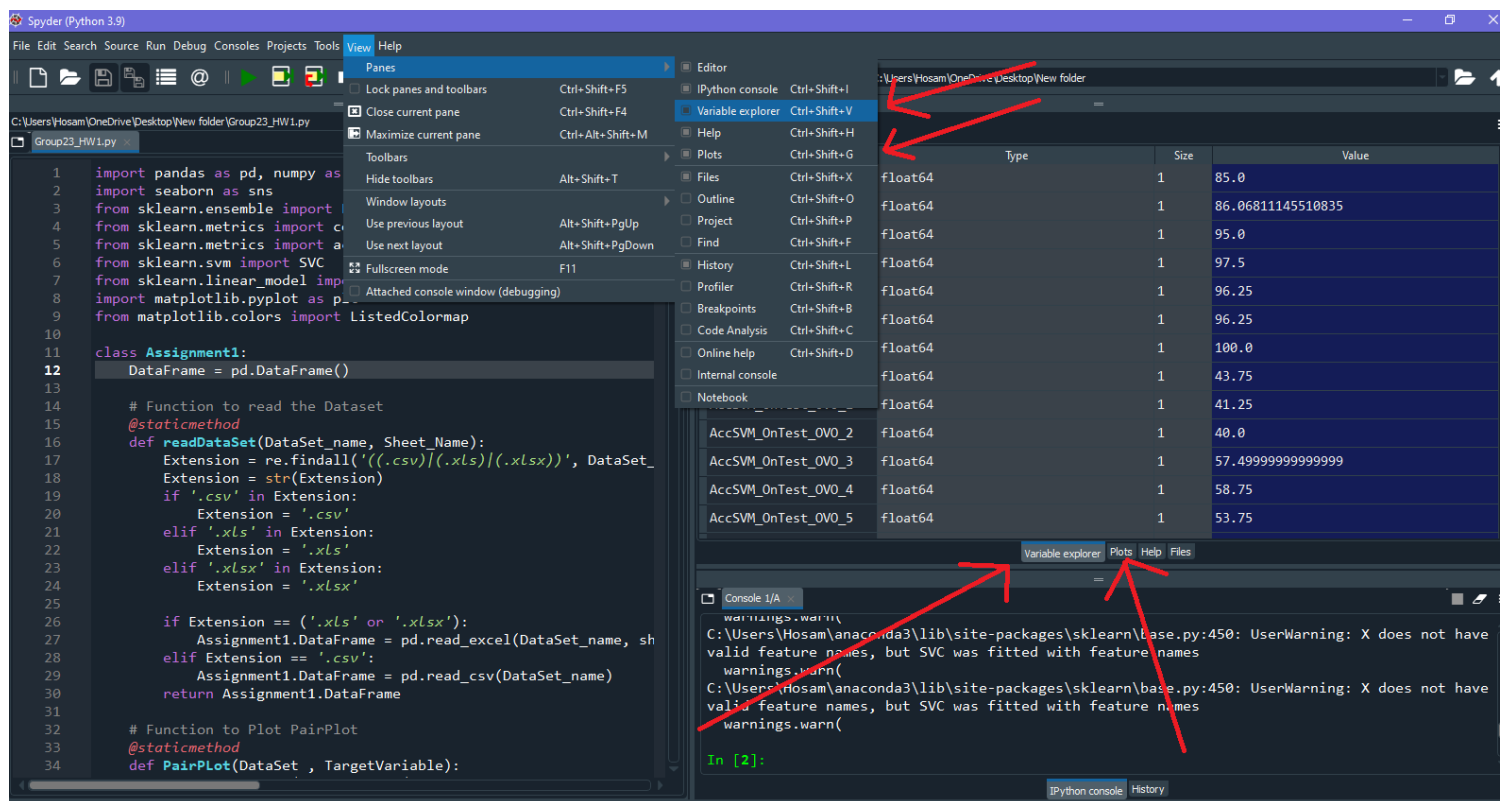 Spyder (Python 3.9)
File Edit Search Source Run Debug Consoles Projects Tools View Help
Panes
Lock panes and toolbars Ctrl+Shift+F5
Close current pane Ctrl+Shift+F4
Maximize current pane Ctrl+Alt+Shift+M
Toolbars
Hide toolbars Alt+Shift+T
Window layouts
Use previous layout Alt+Shift+PgUp
Use next layout Alt+Shift+PgDown
Fullscreen mode F11
Attached console window (debugging)
Editor
IPython console Ctrl+Shift+I
Variable explorer Ctrl+Shift+V
Help Ctrl+Shift+H
Plots Ctrl+Shift+G
Files Ctrl+Shift+X
Outline Ctrl+Shift+O
Project Ctrl+Shift+P
Find Ctrl+Shift+F
History Ctrl+Shift+L
Profiler Ctrl+Shift+R
Breakpoints Ctrl+Shift+B
Code Analysis Ctrl+Shift+C
Online help Ctrl+Shift+D
Internal console
Notebook
:\Users\Hosam\OneDrive\Desktop\New folder
C:\Users\Hosam\OneDrive\Desktop\New folder\Group23_HW1.py
Group23_HW1.py
1 import pandas as pd, numpy as
2 import seaborn as sns
3 from sklearn.ensemble import
4 from sklearn.metrics import
5 from sklearn.metrics import
6 from sklearn.svm import SVC
7 from sklearn.linear_model
8 import matplotlib.pyplot as
9 from matplotlib.colors import ListedColormap
10
11 class Assignment1:
12 DataFrame = pd.DataFrame()
13
14 # Function to read the Dataset
15 @staticmethod
16 def readDataSet(DataSet_name, Sheet_Name):
17 Extension = re.findall('((.csv)|(.xls)|(.xlsx))', DataSet_
18 Extension = str(Extension)
19 if '.csv' in Extension:
20 Extension = '.csv'
21 elif '.xls' in Extension:
22 Extension = '.xls'
23 elif '.xlsx' in Extension:
24 Extension = '.xlsx'
25
26 if Extension == ('.xls' or '.xlsx'):
27 Assignment1.DataFrame = pd.read_excel(DataSet_name, sh
28 elif Extension == '.csv':
29 Assignment1.DataFrame = pd.read_csv(DataSet_name)
30 return Assignment1.DataFrame
31
32 # Function to Plot PairPlot
33 @staticmethod
34 def PairPLot(DataSet , TargetVariable):
Type Size Value
float64 1 85.0
float64 1 86.06811145510835
float64 1 95.0
float64 1 97.5
float64 1 96.25
float64 1 96.25
float64 1 100.0
float64 1 43.75
float64 1 41.25
AccSVM_OnTest_OVO_2 float64 1 40.0
AccSVM_OnTest_OVO_3 float64 1 57.49999999999999
AccSVM_OnTest_OVO_4 float64 1 58.75
AccSVM_OnTest_OVO_5 float64 1 53.75
Variable explorer Plots Help Files
Console 1/A
warnings.warn(
C:\Users\Hosam\anaconda3\lib\site-packages\sklearn\base.py:450: UserWarning: X does not have
valid feature names, but SVC was fitted with feature names
warnings.warn(
C:\Users\Hosam\anaconda3\lib\site-packages\sklearn\base.py:450: UserWarning: X does not have
valid feature names, but SVC was fitted with feature names
warnings.warn(
In [2]:
IPython console History